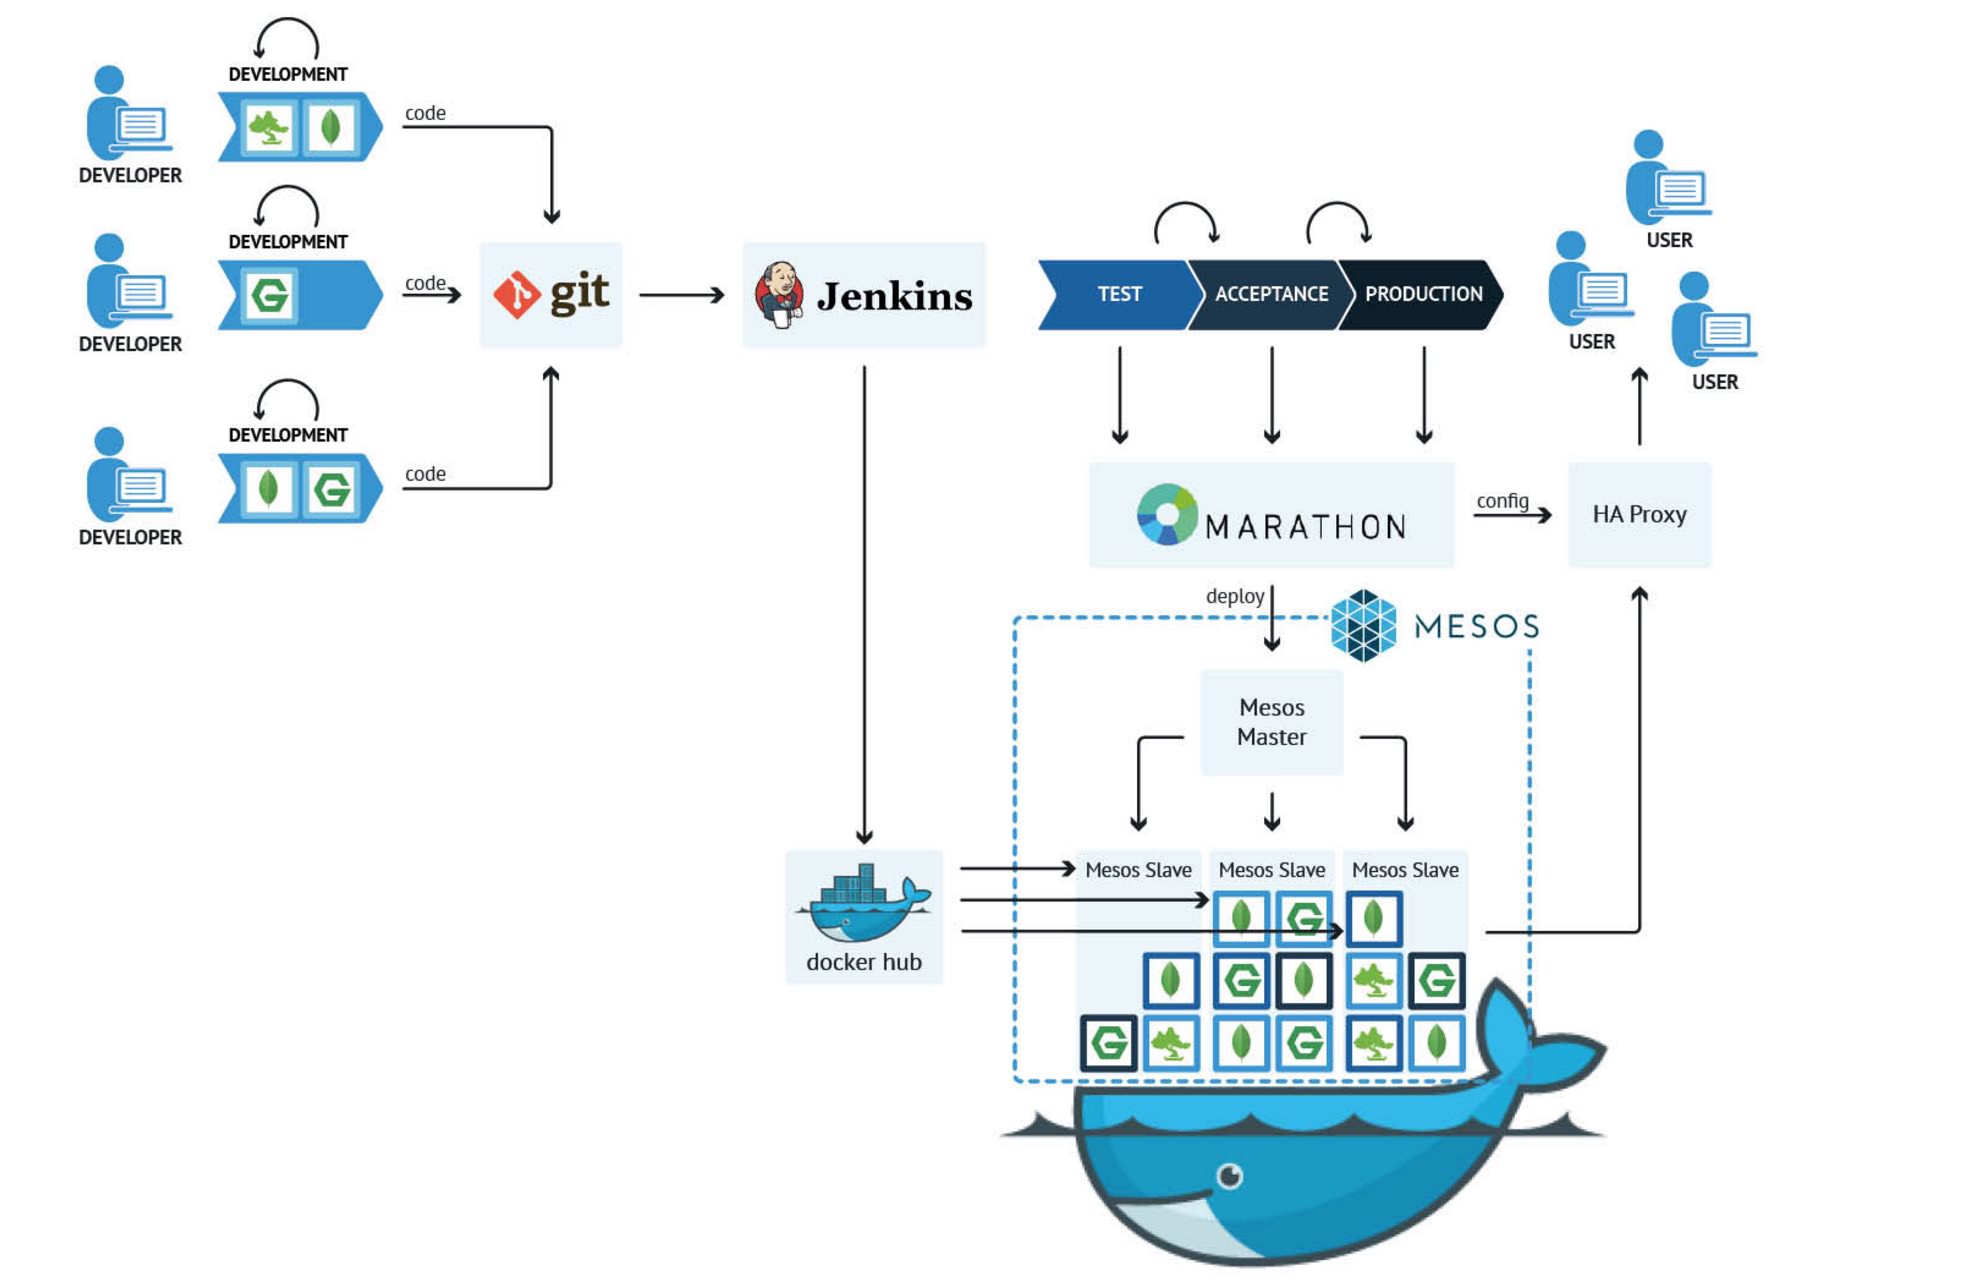 DEVELOPMENT
DEVELOPER
code
DEVELOPMENT
DEVELOPER
code
DEVELOPMENT
DEVELOPER
code
git
Jenkins
TEST
ACCEPTANCE
PRODUCTION
USER
USER
USER
MARATHON
config
HA Proxy
deploy
MESOS
Mesos
Master
docker hub
Mesos Slave
Mesos Slave
Mesos Slave